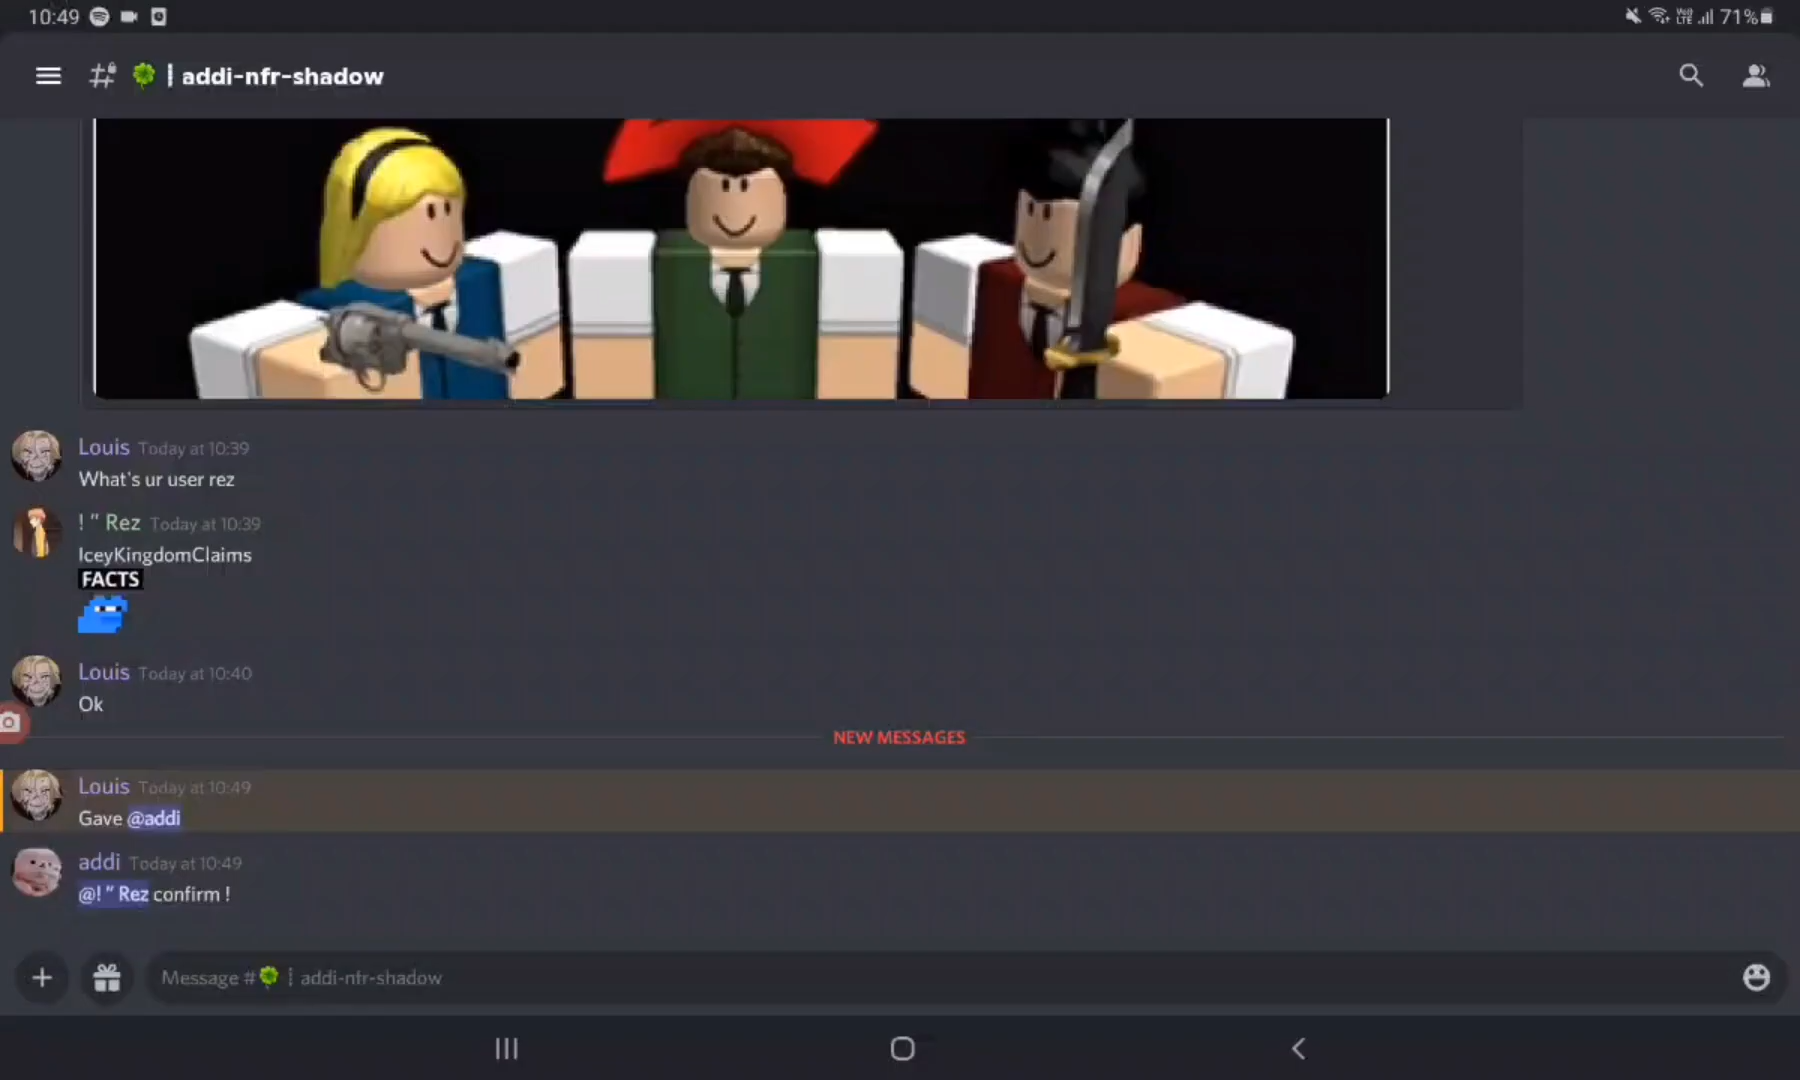 10:49 71%
# 🍀┊addi-nfr-shadow
Louis Today at 10:39
What's ur user rez
! " Rez Today at 10:39
IceyKingdomClaims
FACTS
Louis Today at 10:40
Ok
NEW MESSAGES
Louis Today at 10:49
Gave @addi
addi Today at 10:49
@! " Rez confirm !
Message #🍀┊addi-nfr-shadow